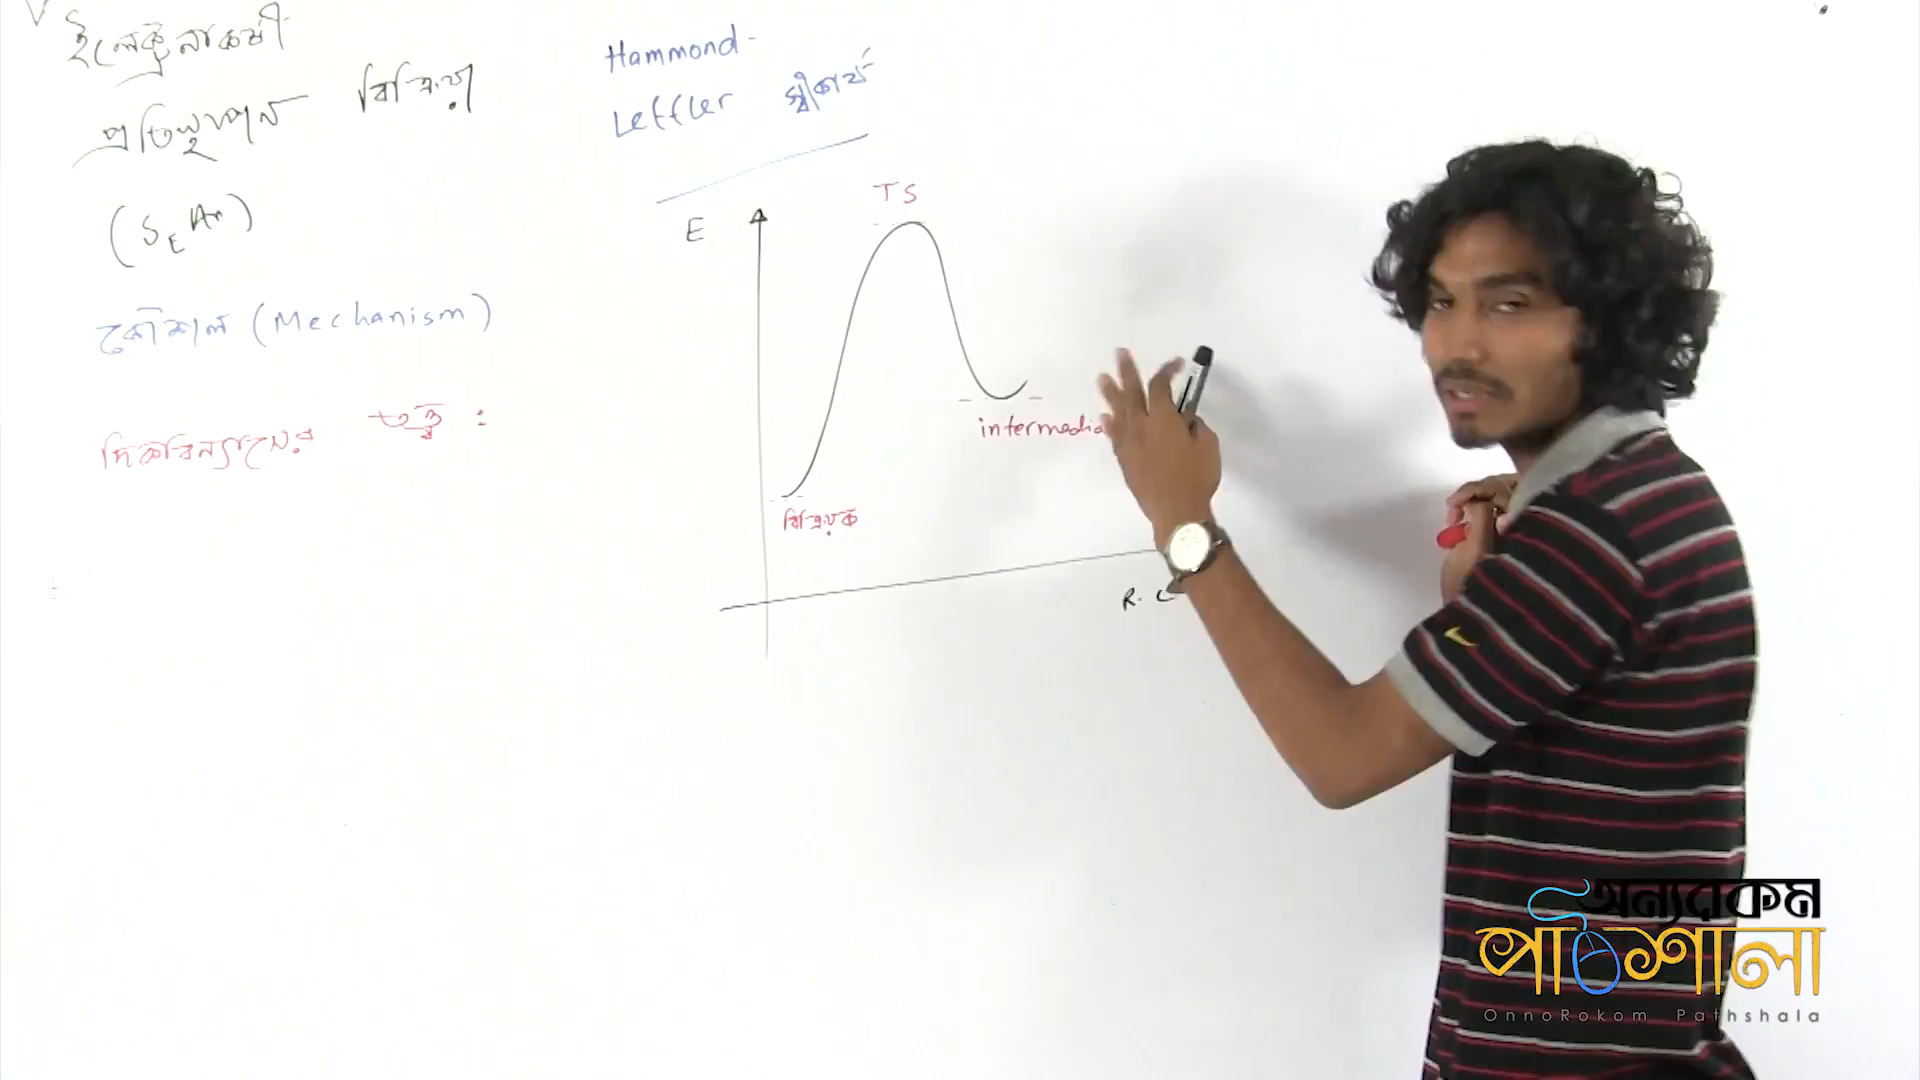 ইলেকট্রনাকর্ষী
প্রতিস্থাপন বিক্রিয়া
(SEAr)
কৌশল (Mechanism)
দিকবিন্যাসের তত্ত্ব :
Hammond-
Leffler স্বীকার্য
TS
E
intermedia
বিক্রিয়ক
R. C
অন্যরকম
পাঠশালা
OnnoRokom Pathshala